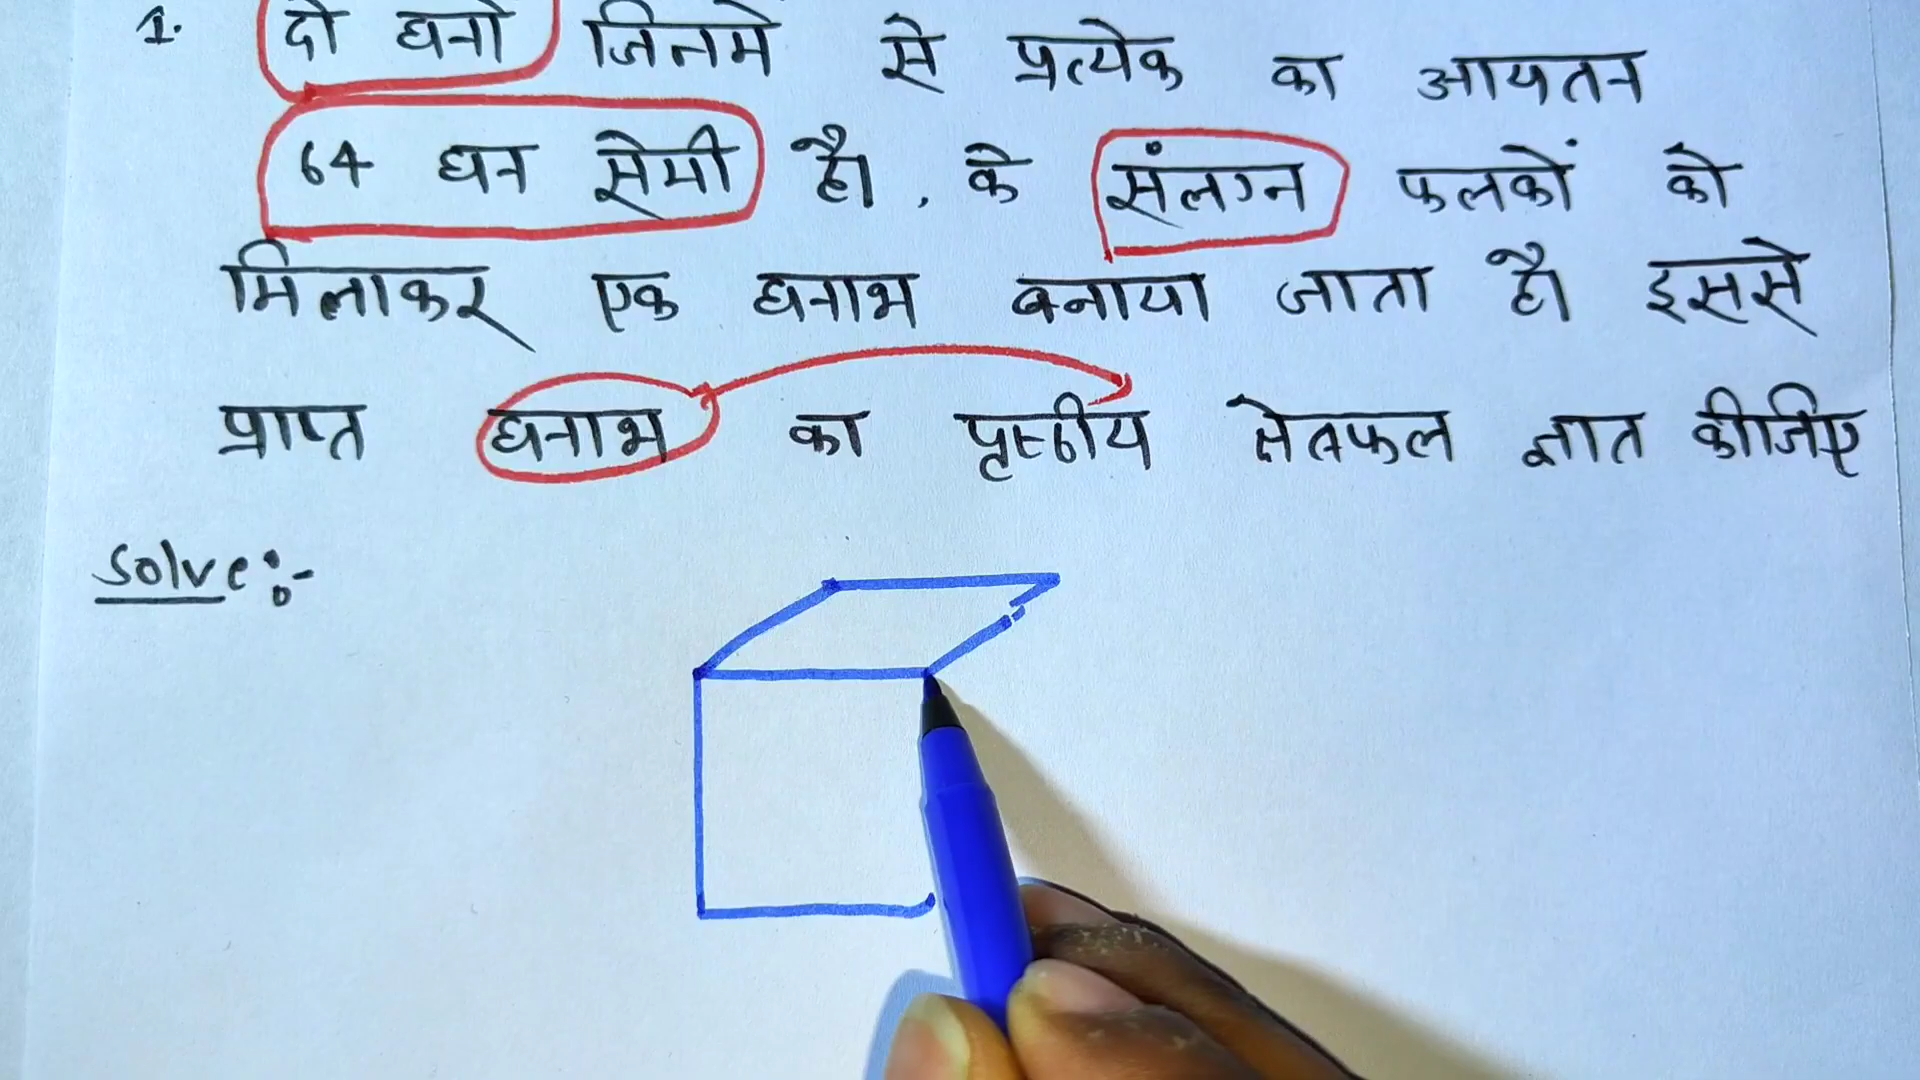 1. दो घनों जिनमें से प्रत्येक का आयतन
64 घन सेमी है। , के संलग्न फलकों को
मिलाकर एक घनाभ बनाया जाता है। इससे
प्राप्त घनाभ का पृष्ठीय क्षेत्रफल ज्ञात कीजिए
Solve:-